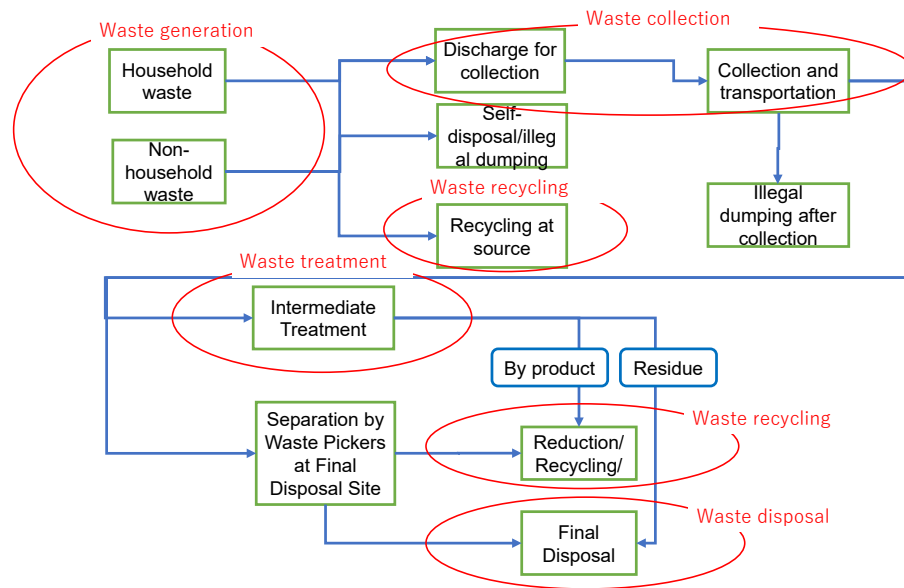 Waste generation
Waste collection
Household
waste
Discharge for
collection
Collection and
transportation
Non-
household
waste
Self-
disposal/illeg
al dumping
Waste recycling
Recycling at
source
Illegal
dumping after
collection
Waste treatment
Intermediate
Treatment
By product
Residue
Separation by
Waste Pickers
at Final
Disposal Site
Waste recycling
Reduction/
Recycling/
Waste disposal
Final
Disposal